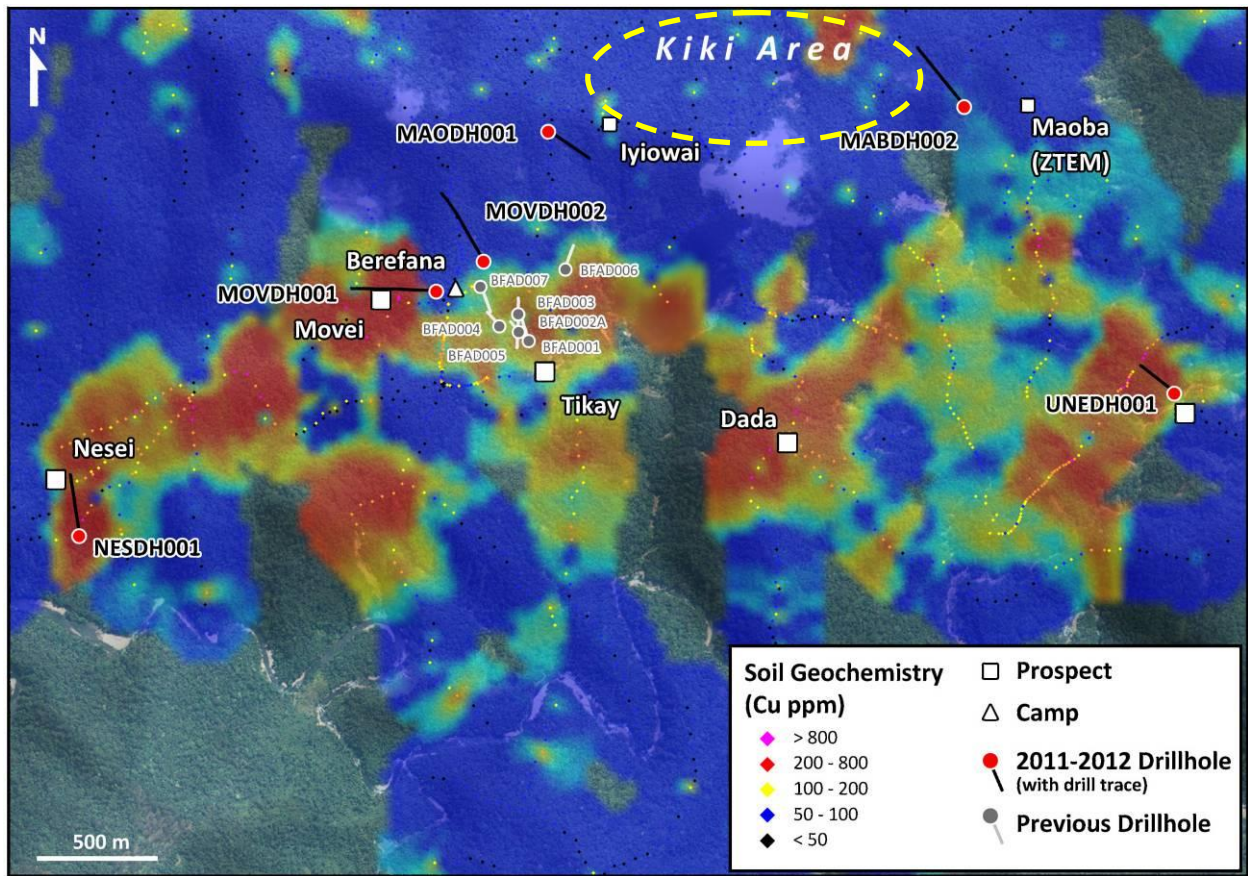 N
Kiki Area
MAODH001
Iyiowai
MABDH002
Maoba
(ZTEM)
MOVDH002
Berefana
BFAD007
BFAD006
MOVDH001
BFAD003
Movei
BFAD004
BFAD002A
BFAD005
BFAD001
Tikay
UNEDH001
Dada
Nesei
NESDH001
500 m
Soil Geochemistry
(Cu ppm)
> 800
200 - 800
100 - 200
50 - 100
< 50
Prospect
Camp
2011-2012 Drillhole
(with drill trace)
Previous Drillhole